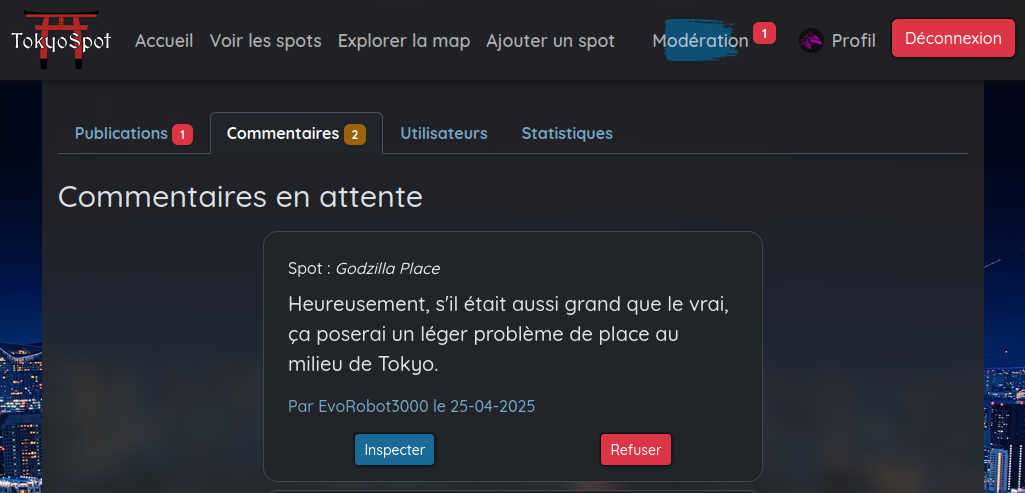 TokyoSpot Accueil Voir les spots Explorer la map Ajouter un spot Modération 1 Profil Déconnexion
Publications 1 Commentaires 2 Utilisateurs Statistiques
Commentaires en attente
Spot : Godzilla Place
Heureusement, s'il était aussi grand que le vrai,
ça poserai un léger problème de place au
milieu de Tokyo.
Par EvoRobot3000 le 25-04-2025
Inspecter Refuser